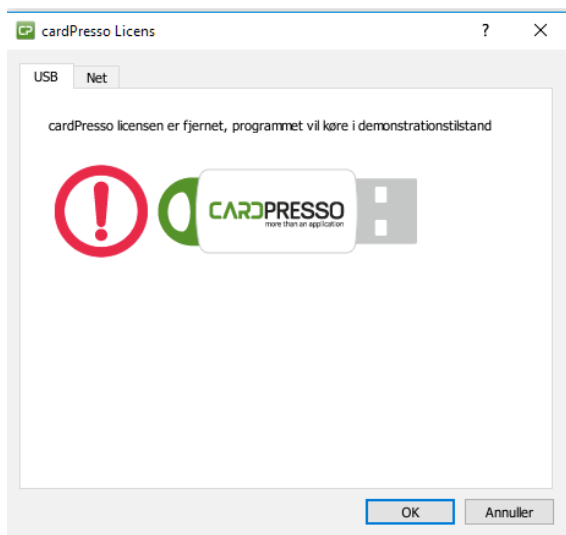 cardPresso Licens
USB Net
cardPresso licensen er fjernet, programmet vil køre i demonstrationstilstand
CARDPRESSO
more than an application
OK Annuller